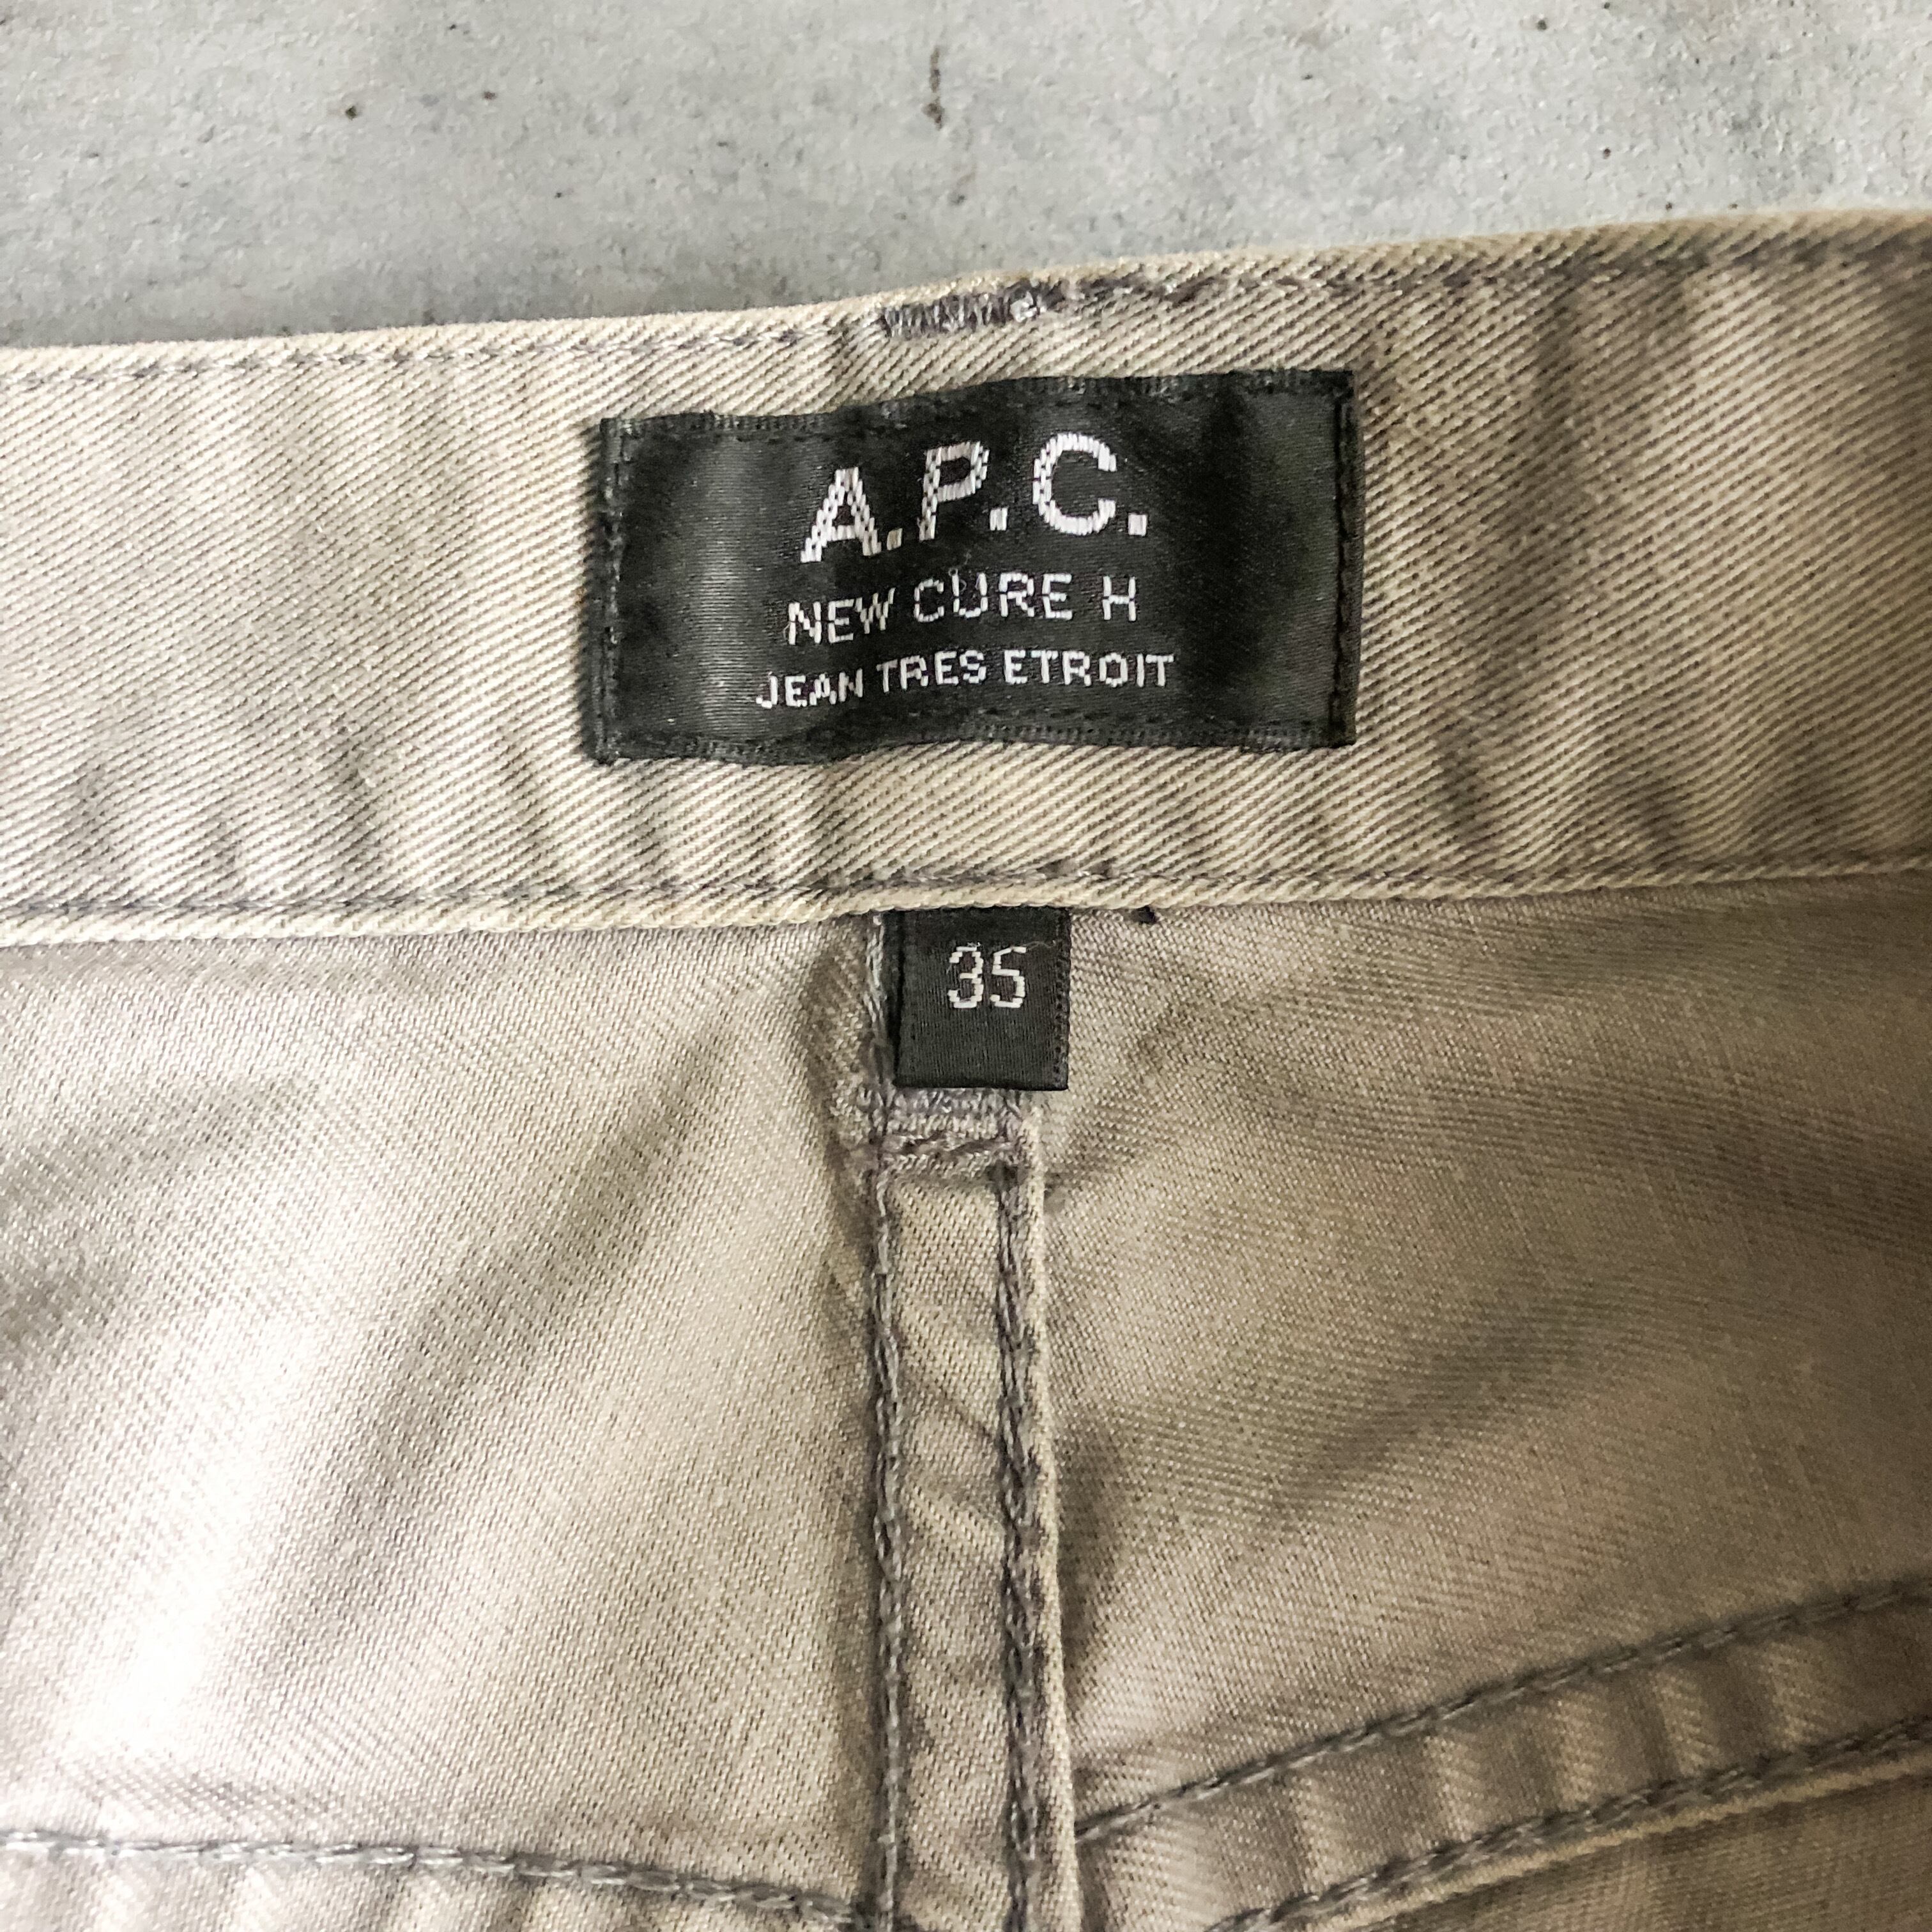 A.P.C.
NEW CURE H
JEAN TRES ETROIT
35